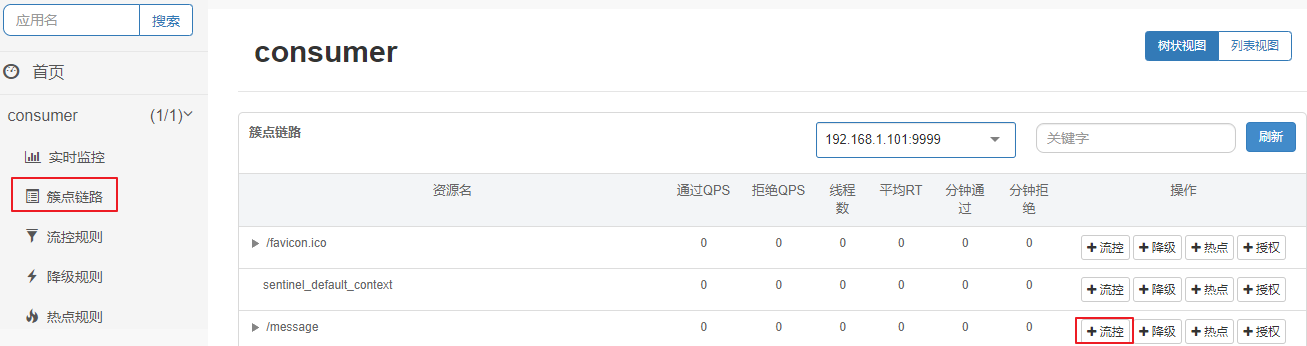 应用名 搜索
首页
consumer (1/1)
实时监控
簇点链路
流控规则
降级规则
热点规则
consumer 树状视图 列表视图
簇点链路 192.168.1.101:9999 关键字 刷新
资源名 通过QPS 拒绝QPS 线程数 平均RT 分钟通过 分钟拒绝 操作
/favicon.ico 0 0 0 0 0 0 +流控 +降级 +热点 +授权
sentinel_default_context 0 0 0 0 0 0 +流控 +降级 +热点 +授权
/message 0 0 0 0 0 0 +流控 +降级 +热点 +授权